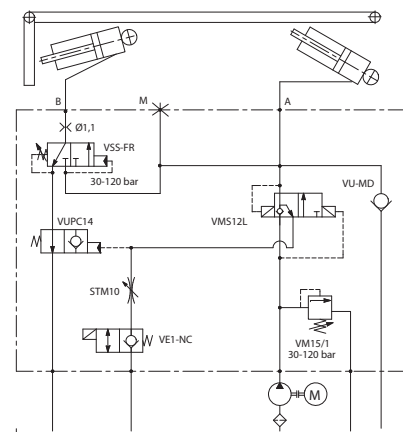 B
M
A
Ø1,1
VSS-FR
30-120 bar
VU-MD
VUPC14
VMS12L
STM10
VE1-NC
VM15/1
30-120 bar
M